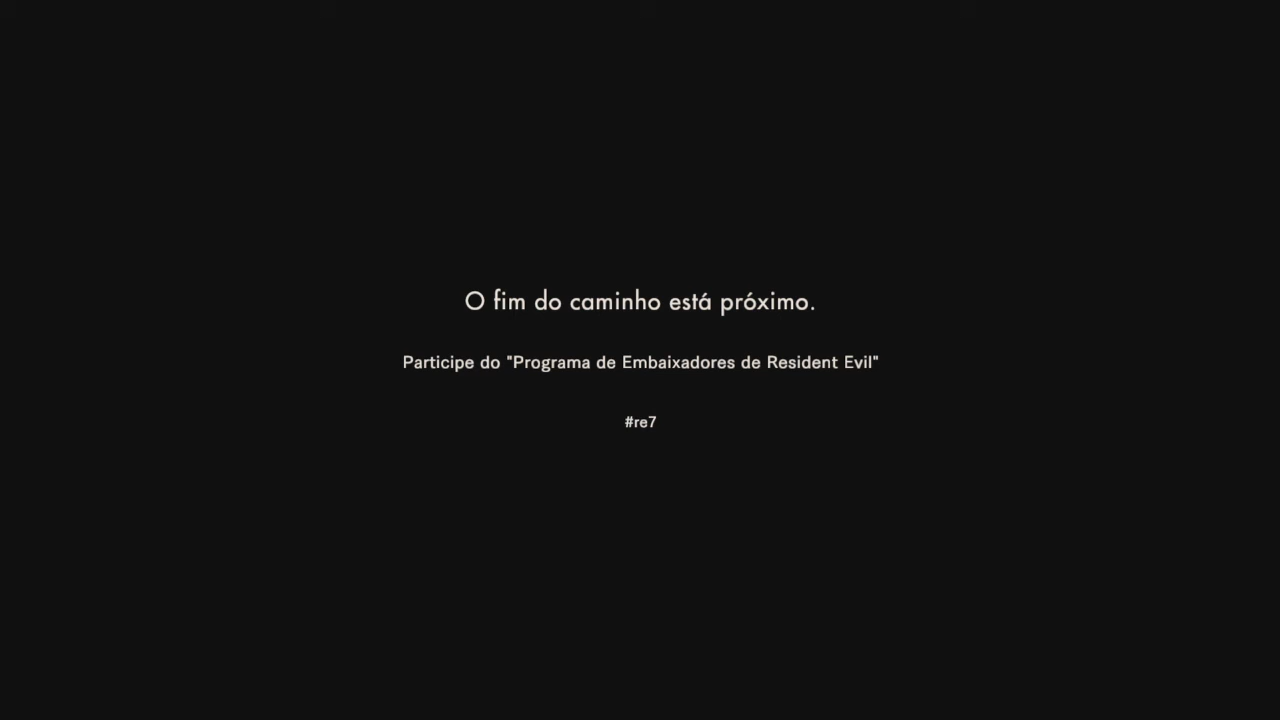 O fim do caminho está próximo.
Participe do "Programa de Embaixadores de Resident Evil"
#re7